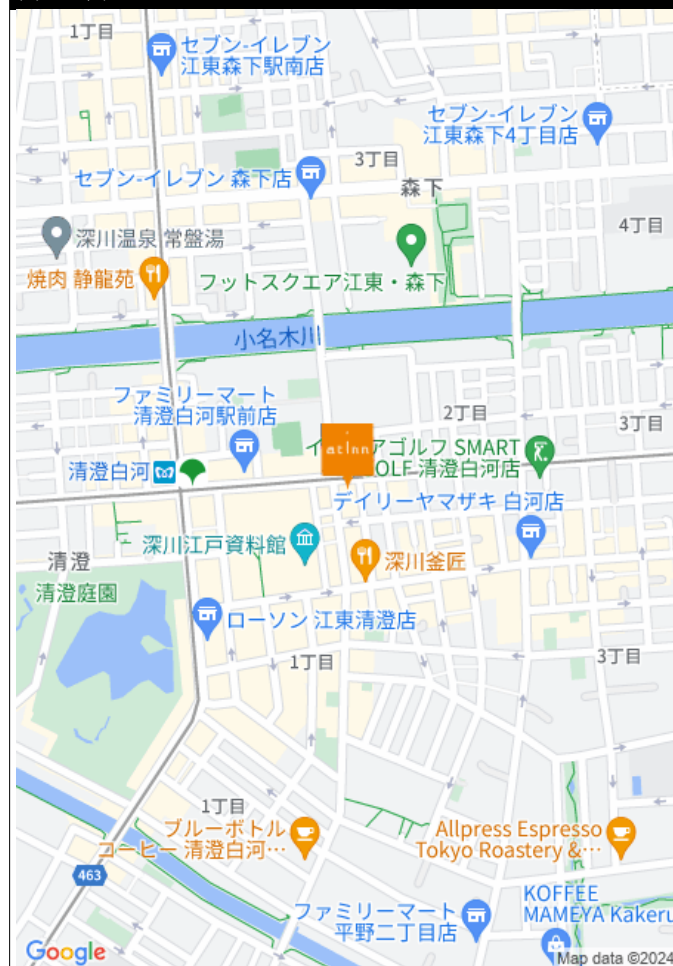 1丁目
セブン-イレブン
江東森下駅南店
セブン-イレブン
江東森下4丁目店
3丁目
セブン-イレブン 森下店
森下
4丁目
深川温泉 常盤湯
焼肉 静龍苑
フットスクエア江東・森下
小名木川
ファミリーマート
清澄白河駅前店
2丁目
3丁目
atinn
イ
アゴルフ SMART
OLF 清澄白河店
清澄白河
デイリーヤマザキ 白河店
深川江戸資料館
深川釜匠
清澄
清澄庭園
ローソン 江東清澄店
1丁目
3丁目
1丁目
ブルーボトル
コーヒー 清澄白河…
Allpress Espresso
Tokyo Roastery &…
463
KOFFEE
MAMEYA Kakeru
ファミリーマート
平野二丁目店
Google
Map data ©2024